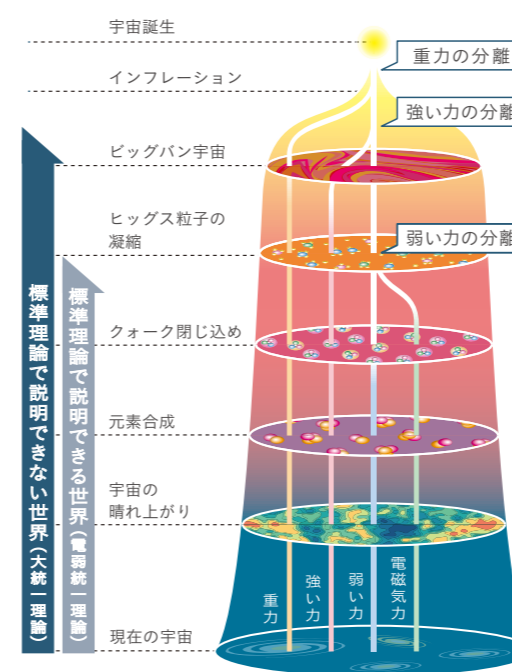 宇宙誕生
重力の分離
インフレーション
強い力の分離
ビッグバン宇宙
ヒッグス粒子の
凝縮
弱い力の分離
クォーク閉じ込め
元素合成
宇宙の
晴れ上がり
現在の宇宙
標準理論で説明できない世界(大統一理論)
標準理論で説明できる世界(電弱統一理論)
重力
強い力
弱い力
電磁気力